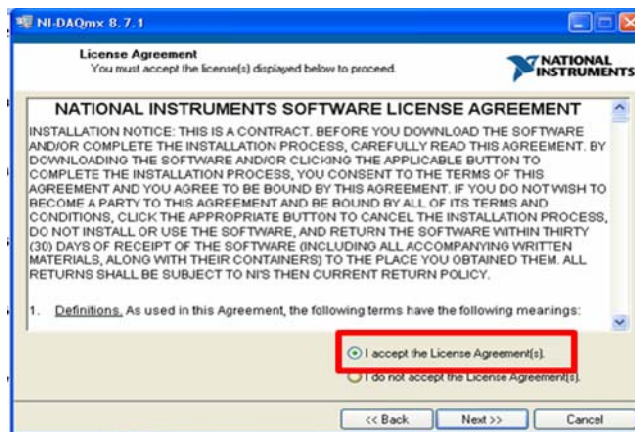 NI-DAQmx 8.7.1
License Agreement
You must accept the license(s) displayed below to proceed.
NATIONAL
INSTRUMENTS
NATIONAL INSTRUMENTS SOFTWARE LICENSE AGREEMENT
INSTALLATION NOTICE: THIS IS A CONTRACT. BEFORE YOU DOWNLOAD THE SOFTWARE
AND/OR COMPLETE THE INSTALLATION PROCESS, CAREFULLY READ THIS AGREEMENT. BY
DOWNLOADING THE SOFTWARE AND/OR CLICKING THE APPLICABLE BUTTON TO
COMPLETE THE INSTALLATION PROCESS, YOU CONSENT TO THE TERMS OF THIS
AGREEMENT AND YOU AGREE TO BE BOUND BY THIS AGREEMENT. IF YOU DO NOT WISH TO
BECOME A PARTY TO THIS AGREEMENT AND BE BOUND BY ALL OF ITS TERMS AND
CONDITIONS, CLICK THE APPROPRIATE BUTTON TO CANCEL THE INSTALLATION PROCESS,
DO NOT INSTALL OR USE THE SOFTWARE, AND RETURN THE SOFTWARE WITHIN THIRTY
(30) DAYS OF RECEIPT OF THE SOFTWARE (INCLUDING ALL ACCOMPANYING WRITTEN
MATERIALS, ALONG WITH THEIR CONTAINERS) TO THE PLACE YOU OBTAINED THEM. ALL
RETURNS SHALL BE SUBJECT TO NI'S THEN CURRENT RETURN POLICY.
1. Definitions. As used in this Agreement, the following terms have the following meanings:
I accept the License Agreement(s).
I do not accept the License Agreement(s).
<< Back Next >> Cancel